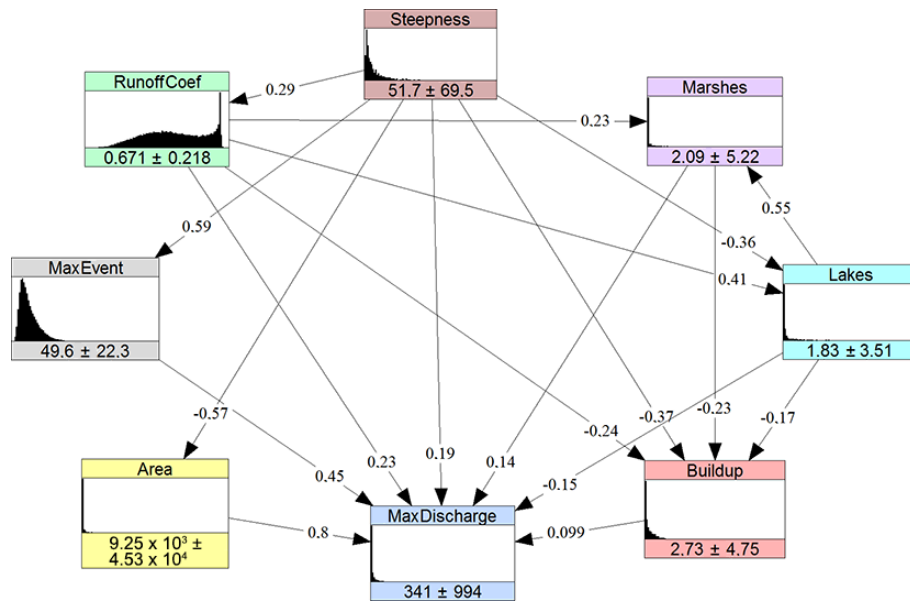 Steepness
51.7 ± 69.5
RunoffCoef
0.671 ± 0.218
0.29
Marshes
2.09 ± 5.22
0.23
0.59
0.55
-0.36
MaxEvent
49.6 ± 22.3
0.41
Lakes
1.83 ± 3.51
-0.57
-0.37
-0.23
-0.17
-0.24
Area
9.25 x 10³ ±
4.53 x 10⁴
0.45
0.23
0.19
0.14
-0.15
Buildup
2.73 ± 4.75
0.8
MaxDischarge
341 ± 994
0.099